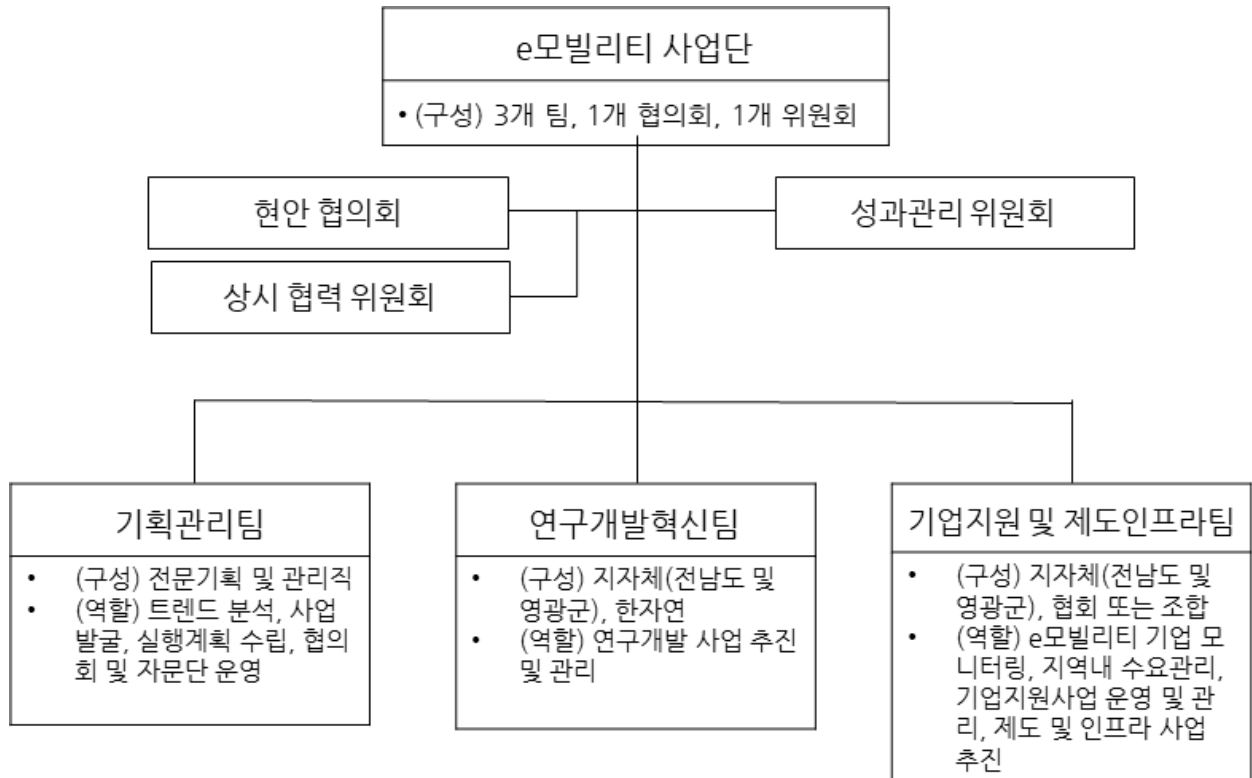 e모빌리티 사업단
• (구성) 3개 팀, 1개 협의회, 1개 위원회
현안 협의회
성과관리 위원회
상시 협력 위원회
기획관리팀
• (구성) 전문기획 및 관리직
• (역할) 트렌드 분석, 사업
발굴, 실행계획 수립, 협의
회 및 자문단 운영
연구개발혁신팀
• (구성) 지자체(전남도 및
영광군), 한자연
• (역할) 연구개발 사업 추진
및 관리
기업지원 및 제도인프라팀
• (구성) 지자체(전남도 및
영광군), 협회 또는 조합
• (역할) e모빌리티 기업 모
니터링, 지역내 수요관리,
기업지원사업 운영 및 관
리, 제도 및 인프라 사업
추진